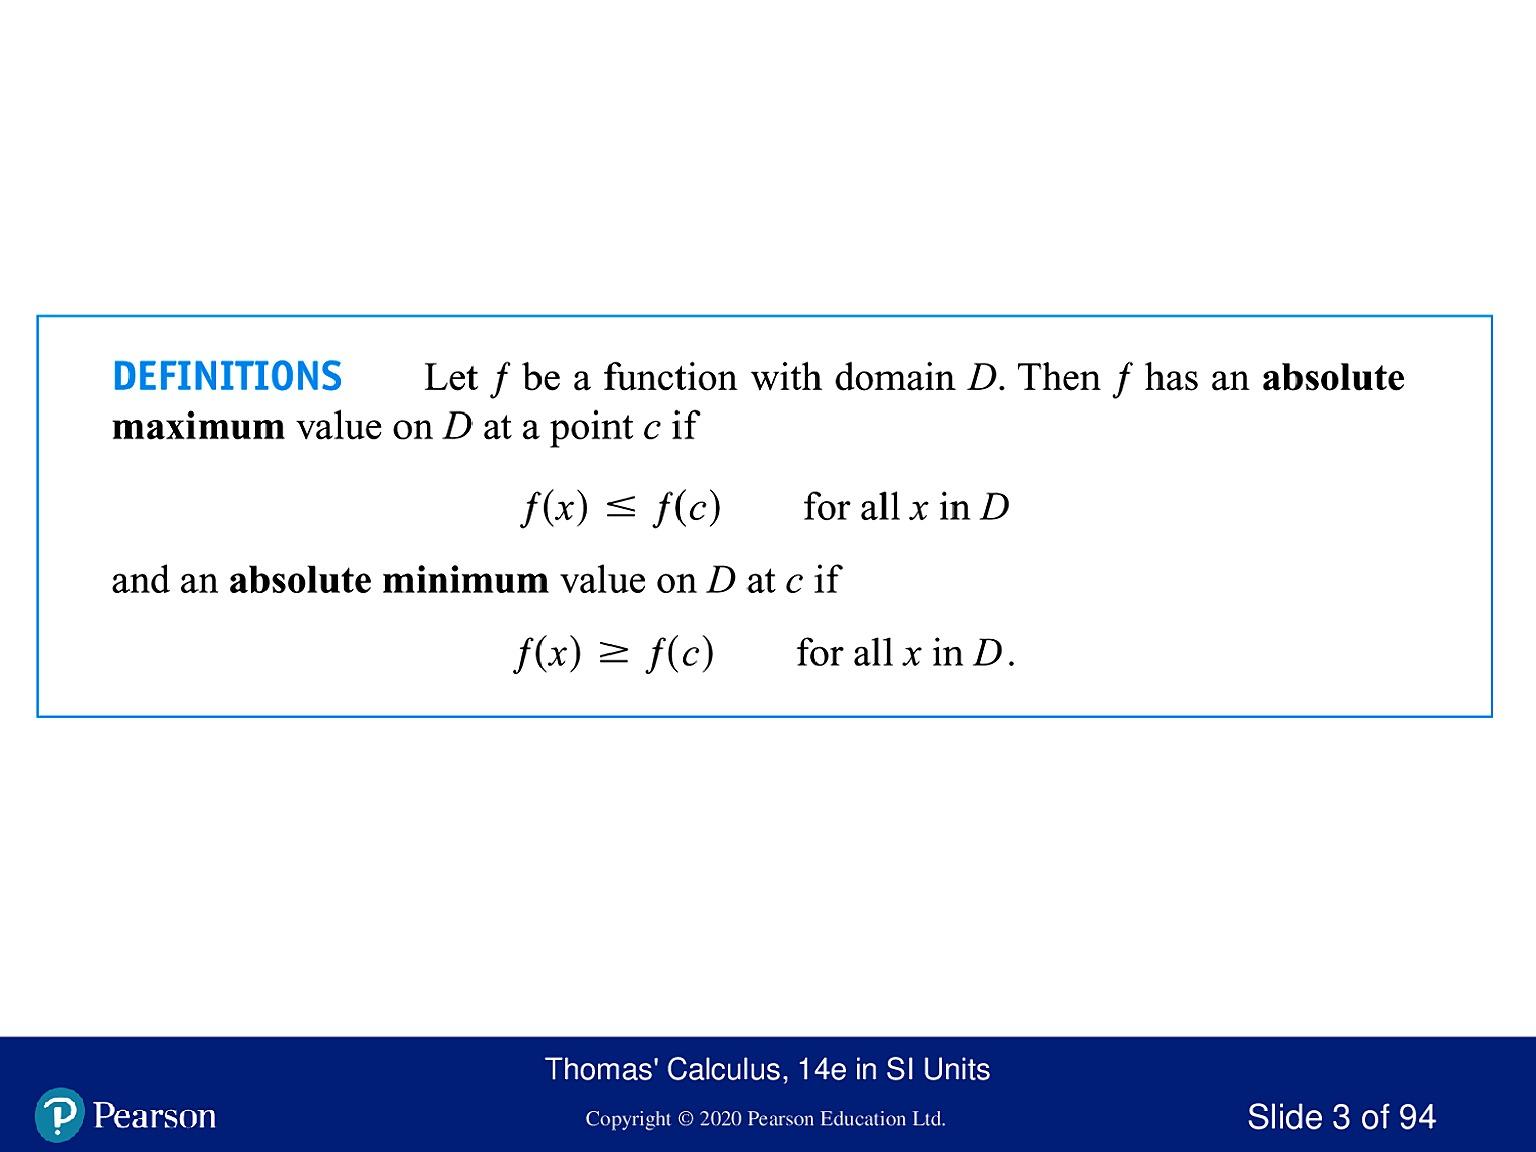 DEFINITIONS Let f be a function with domain D. Then f has an absolute
maximum value on D at a point c if
f(x) ≤ f(c) for all x in D
and an absolute minimum value on D at c if
f(x) ≥ f(c) for all x in D.
Thomas' Calculus, 14e in SI Units
Pearson
Copyright © 2020 Pearson Education Ltd.
Slide 3 of 94